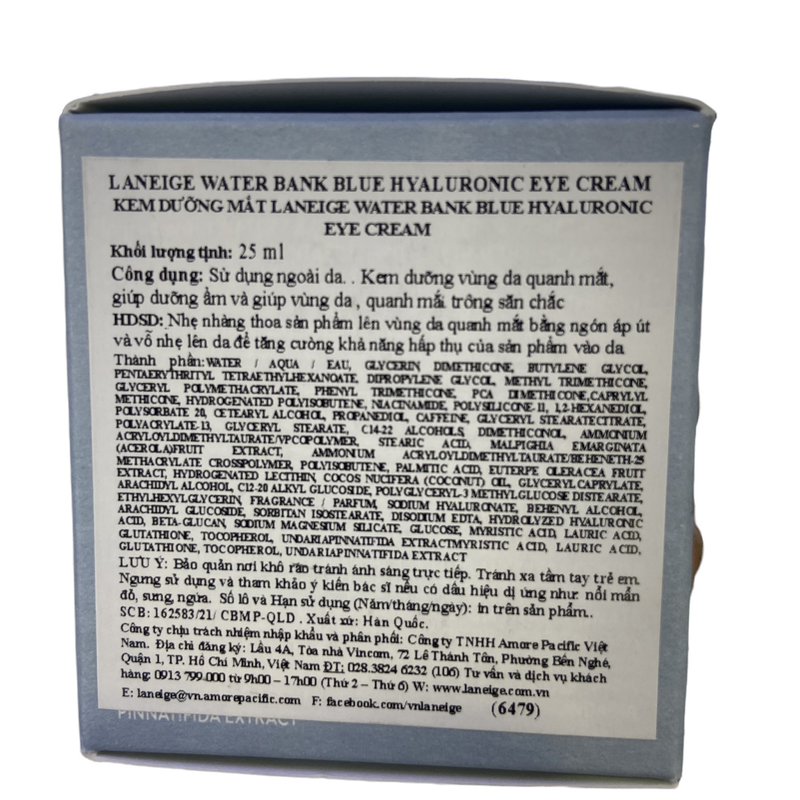 LANEIGE WATER BANK BLUE HYALURONIC EYE CREAM
KEM DƯỠNG MẮT LANEIGE WATER BANK BLUE HYALURONIC
EYE CREAM
Khối lượng tịnh: 25 ml
Công dụng: Sử dụng ngoài da. . Kem dưỡng vùng da quanh mắt,
giúp dưỡng ẩm và giúp vùng da , quanh mắt trông săn chắc
HDSD: Nhẹ nhàng thoa sản phẩm lên vùng da quanh mắt bằng ngón áp út
và vỗ nhẹ lên da để tăng cường khả năng hấp thụ của sản phẩm vào da
Thành phần: WATER / AQUA / EAU, GLYCERIN, DIMETHICONE, BUTYLENE GLYCOL,
PENTAERYTHRITYL TETRAETHYLHEXANOATE, DIPROPYLENE GLYCOL, METHYL TRIMETHICONE,
GLYCERYL POLYMETHACRYLATE, PHENYL TRIMETHICONE, PCA DIMETHICONE,CAPRYLYL
METHICONE, HYDROGENATED POLYISOBUTENE, NIACINAMIDE, POLYSILICONE-11, 1,2-HEXANEDIOL,
POLYSORBATE 20, CETEARYL ALCOHOL, PROPANEDIOL, CAFFEINE, GLYCERYL STEARATECITRATE,
POLYACRYLATE-13, GLYCERYL STEARATE, C14-22 ALCOHOLS, DIMETHICONOL, AMMONIUM
ACRYLOYLDIMETHYLTAURATE/VPCOPOLYMER, STEARIC ACID, MALPIGHIA EMARGINATA
(ACEROLA)FRUIT EXTRACT, AMMONIUM ACRYLOYLDIMETHYLTAURATE/BEHENETH-25
METHACRYLATE CROSSPOLYMER, POLYISOBUTENE, PALMITIC ACID, EUTERPE OLERACEA FRUIT
EXTRACT, HYDROGENATED LECITHIN, COCOS NUCIFERA (COCONUT) OIL, GLYCERYL CAPRYLATE,
ARACHIDYL ALCOHOL, C12-20 ALKYL GLUCOSIDE, POLYGLYCERYL-3 METHYLGLUCOSE DISTEARATE,
ETHYLHEXYLGLYCERIN, FRAGRANCE / PARFUM, SODIUM HYALURONATE, BEHENYL ALCOHOL,
ARACHIDYL GLUCOSIDE, SORBITAN ISOSTEARATE, DISODIUM EDTA, HYDROLYZED HYALURONIC
ACID, BETA-GLUCAN, SODIUM MAGNESIUM SILICATE, GLUCOSE, MYRISTIC ACID, LAURIC ACID,
GLUTATHIONE, TOCOPHEROL, UNDARIAPINNATIFIDA EXTRACTMYRISTIC ACID, LAURIC ACID,
GLUTATHIONE, TOCOPHEROL, UNDARIAPINNATIFIDA EXTRACT
LƯU Ý: Bảo quản nơi khô ráo tránh ánh sáng trực tiếp. Tránh xa tầm tay trẻ em.
Ngưng sử dụng và tham khảo ý kiến bác sĩ nếu có dấu hiệu dị ứng như: nổi mẩn
đỏ, sưng, ngứa. Số lô và Hạn sử dụng (Năm/tháng/ngày): in trên sản phẩm..
SCB: 162583/21/ CBMP-QLD . Xuất xứ: Hàn Quốc.
Công ty chịu trách nhiệm nhập khẩu và phân phối: Công ty TNHH Amore Pacific Việt
Nam. Địa chỉ đăng ký: Lầu 4A, Tòa nhà Vincom, 72 Lê Thánh Tôn, Phường Bến Nghé,
Quận 1, TP. Hồ Chí Minh, Việt Nam ĐT: 028.3824 6232 (106) Tư vấn và dịch vụ khách
hàng: 0913 799 000 từ 9h00 – 17h00 (Thứ 2 – Thứ 6) W: www.laneige.com.vn
E: laneige@vn.amorepacific.com F: facebook.com/vnlaneige (6479)
PINNATIFIDA EXTRACT